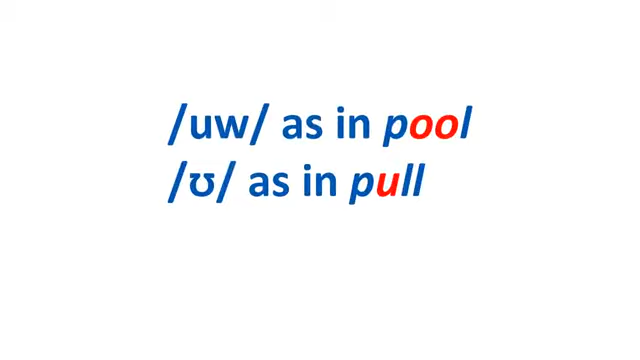 /uw/ as in pool
/ʊ/ as in pull